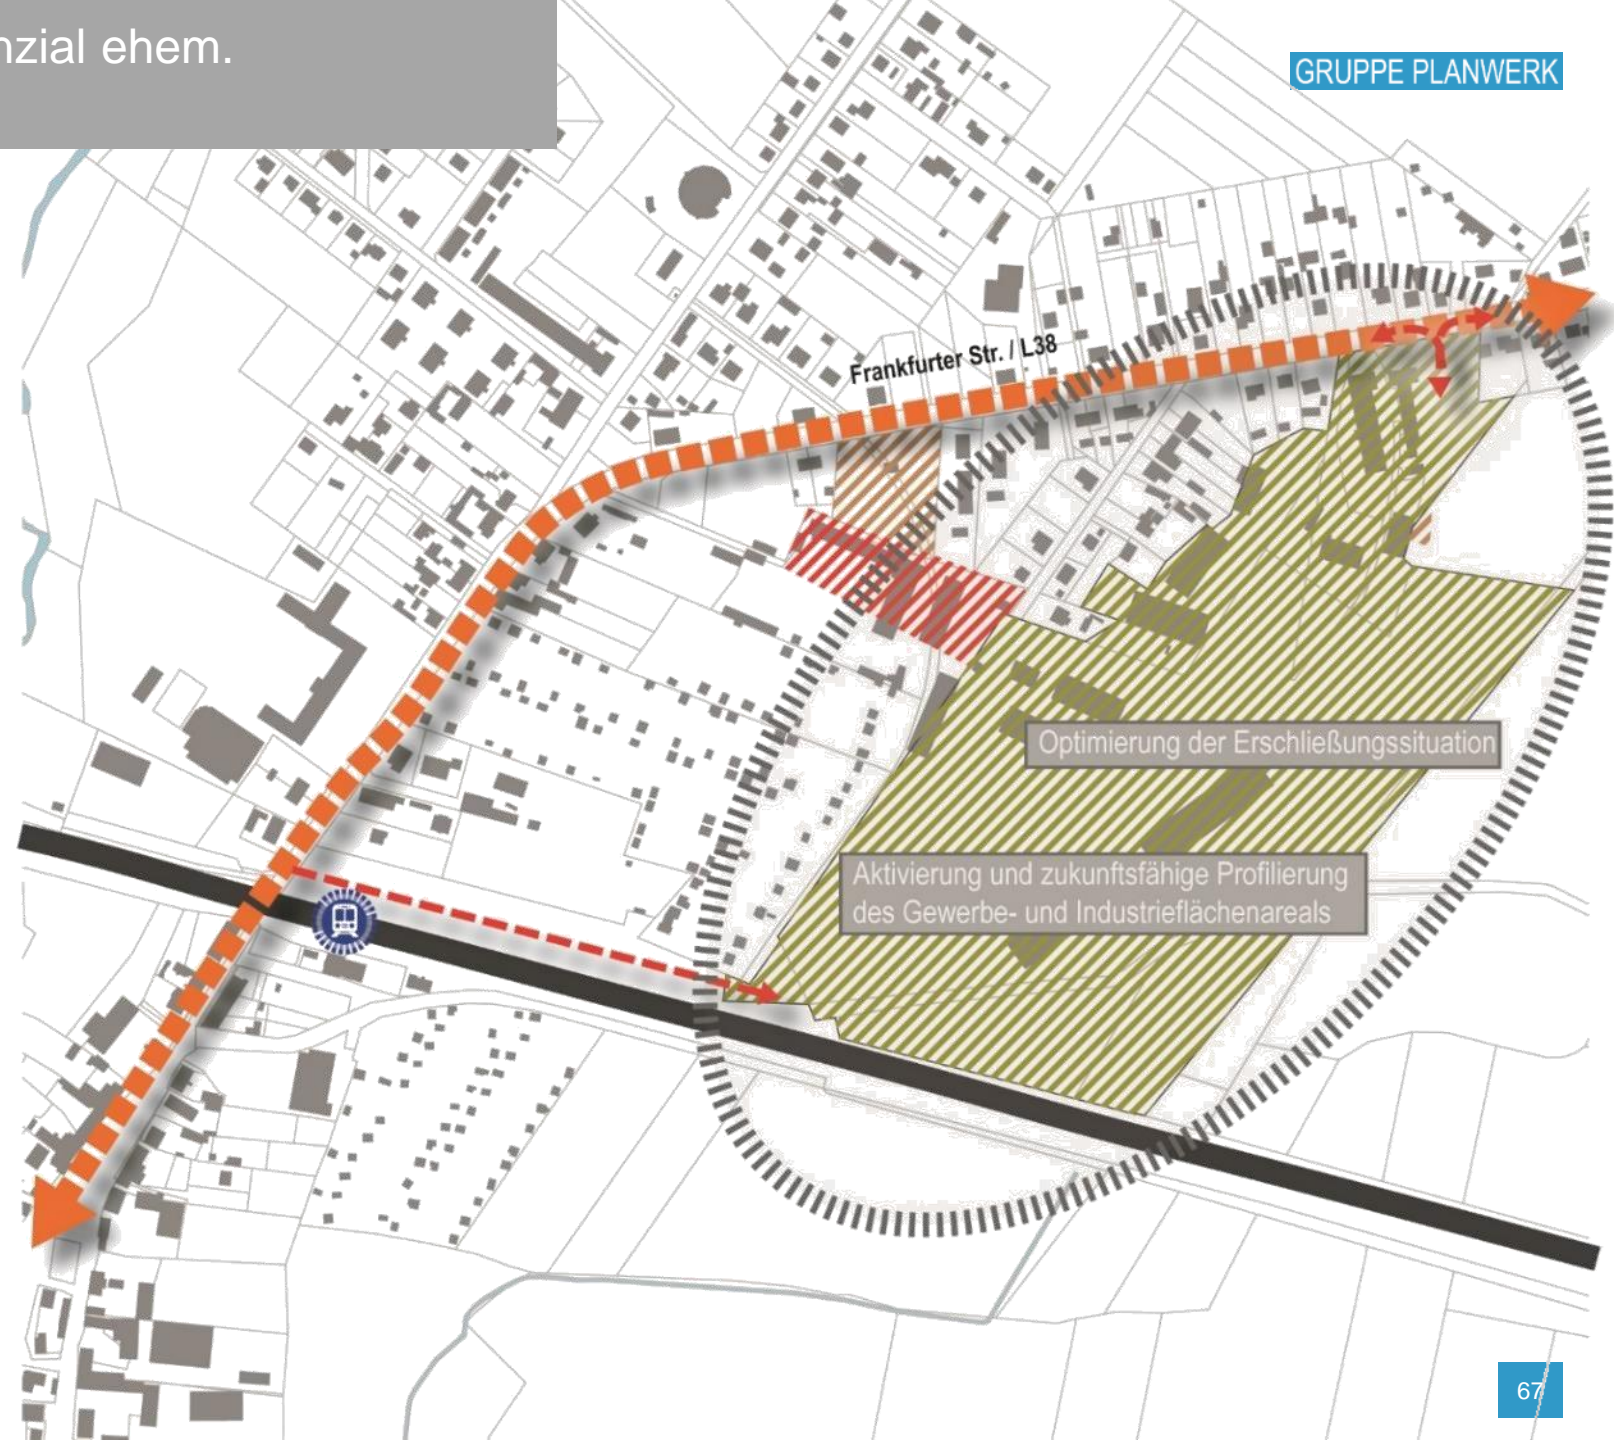 nzial ehem.
GRUPPE PLANWERK
Frankfurter Str. / L38
Optimierung der Erschließungssituation
Aktivierung und zukunftsfähige Profilierung
des Gewerbe- und Industrieflächenareals
67